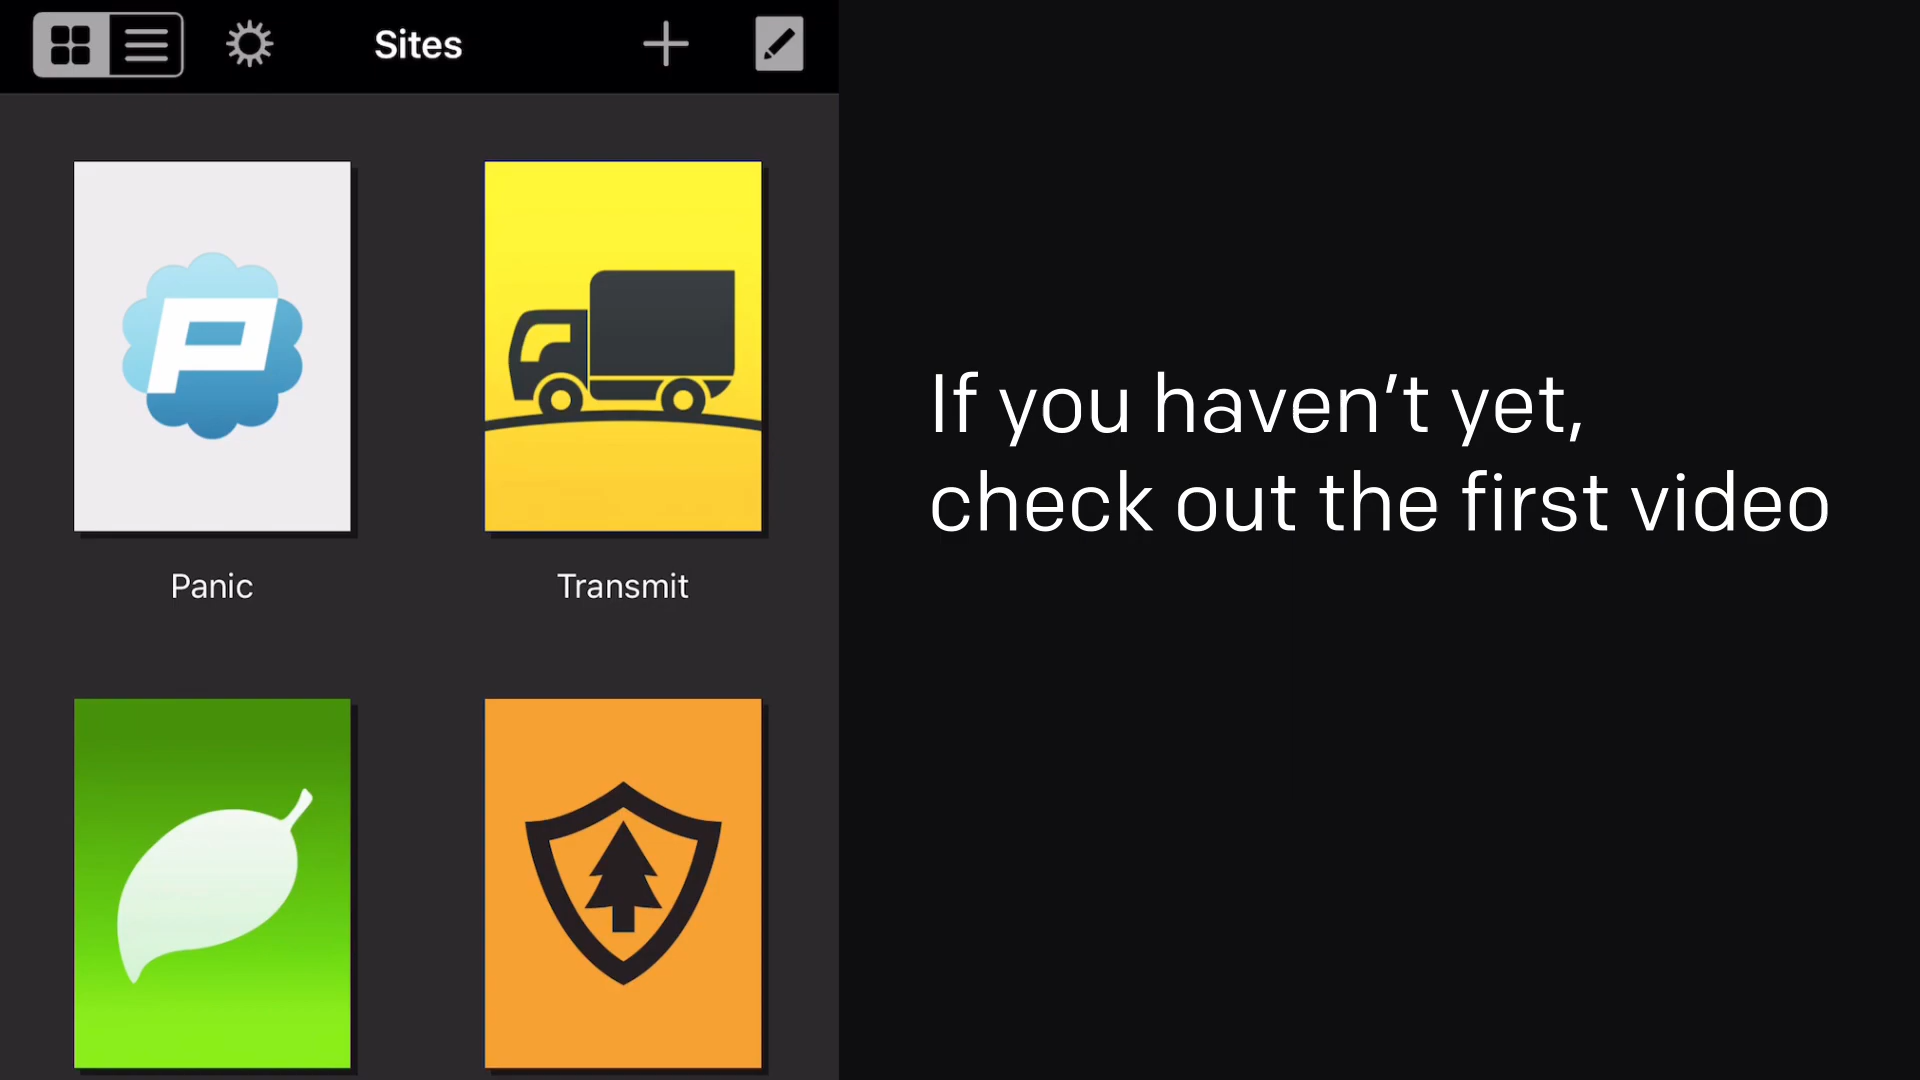 Sites
Panic
Transmit
If you haven’t yet,
check out the first video